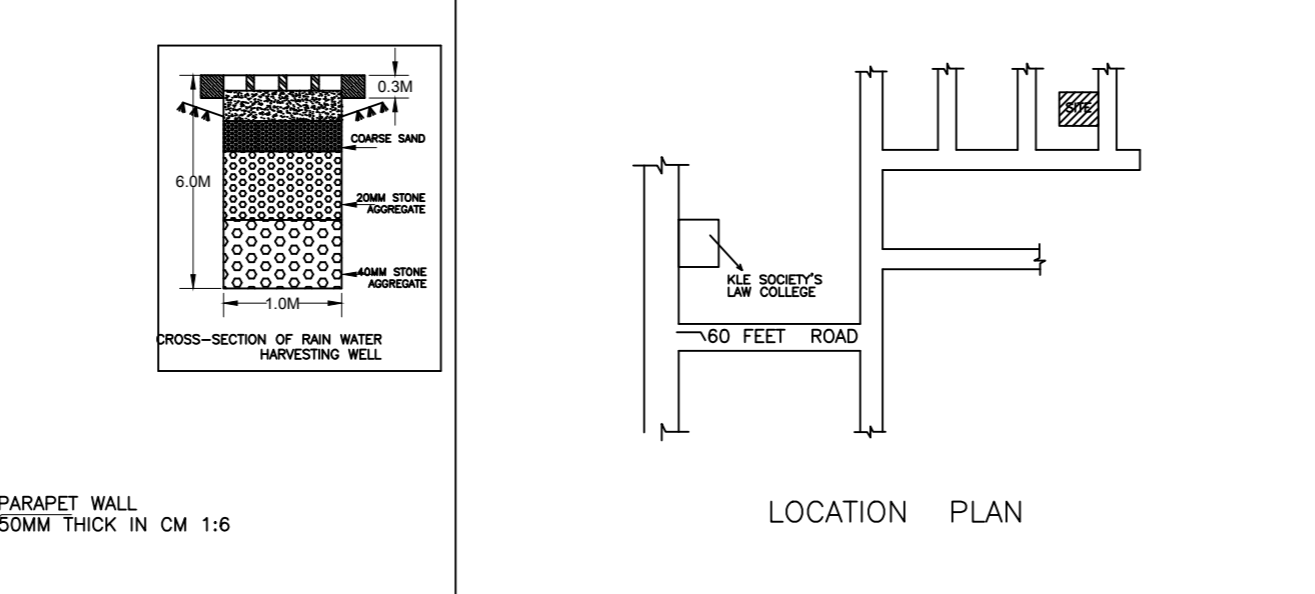 0.3M
COARSE SAND
6.0M
20MM STONE
AGGREGATE
40MM STONE
AGGREGATE
1.0M
CROSS-SECTION OF RAIN WATER
HARVESTING WELL
PARAPET WALL
50MM THICK IN CM 1:6
SITE
KLE SOCIETY'S
LAW COLLEGE
60 FEET ROAD
LOCATION PLAN